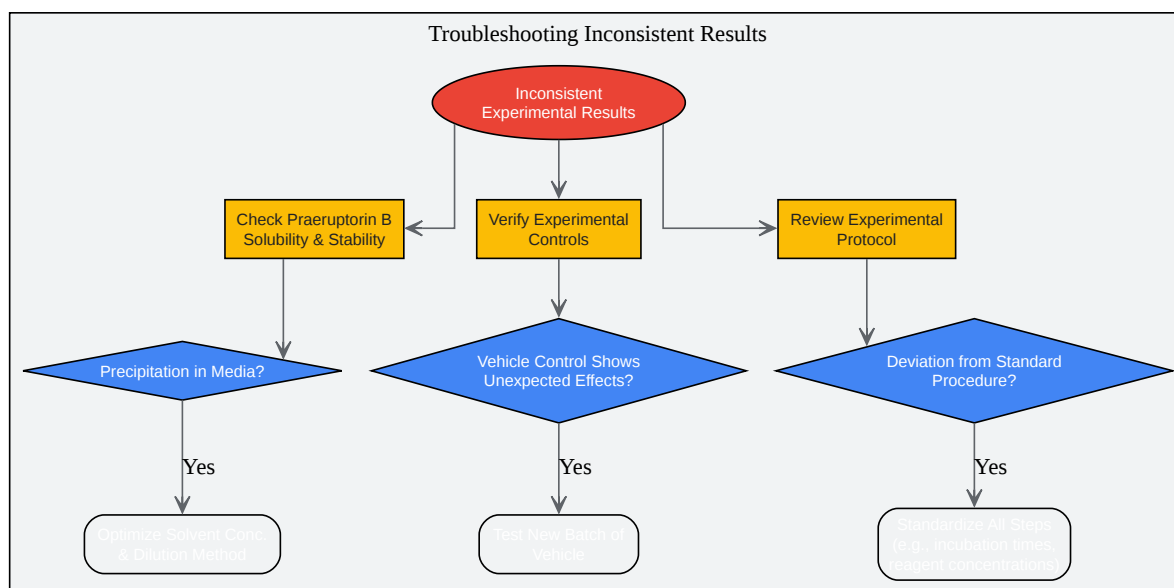 Troubleshooting Inconsistent Results
Inconsistent
Experimental Results
Check Praeruptorin B
Solubility & Stability
Verify Experimental
Controls
Review Experimental
Protocol
Precipitation in Media?
Vehicle Control Shows
Unexpected Effects?
Deviation from Standard
Procedure?
Yes
Yes
Yes
Optimize Solvent Conc.
& Dilution Method
Test New Batch of
Vehicle
Standardize All Steps
(e.g., incubation times,
reagent concentrations)